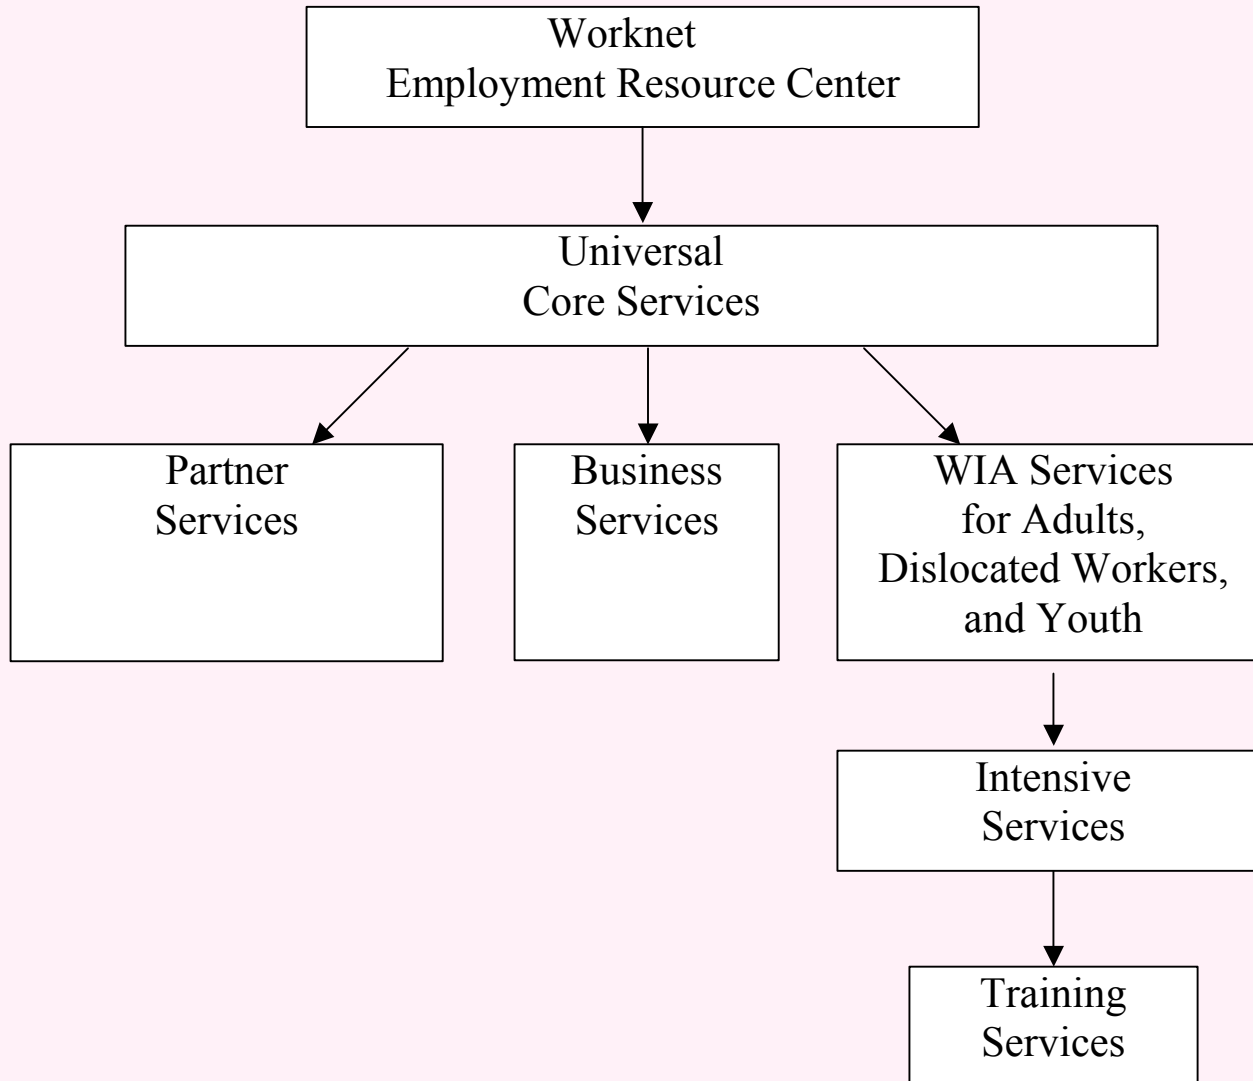 Worknet
Employment Resource Center
Universal
Core Services
Partner
Services
Business
Services
WIA Services
for Adults,
Dislocated Workers,
and Youth
Intensive
Services
Training
Services